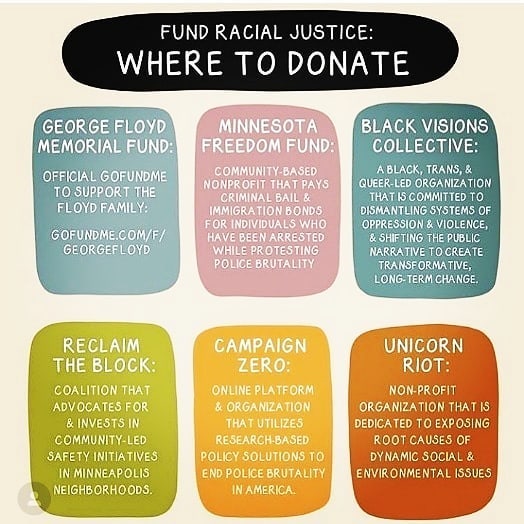 FUND RACIAL JUSTICE:
WHERE TO DONATE
GEORGE FLOYD
MEMORIAL FUND:
OFFICIAL GOFUNDME
TO SUPPORT THE
FLOYD FAMILY:
GOFUNDME.COM/F/
GEORGEFLOYD
MINNESOTA
FREEDOM FUND:
COMMUNITY-BASED
NONPROFIT THAT PAYS
CRIMINAL BAIL &
IMMIGRATION BONDS
FOR INDIVIDUALS WHO
HAVE BEEN ARRESTED
WHILE PROTESTING
POLICE BRUTALITY
BLACK VISIONS
COLLECTIVE:
A BLACK, TRANS, &
QUEER-LED ORGANIZATION
THAT IS COMMITTED TO
DISMANTLING SYSTEMS OF
OPPRESSION & VIOLENCE,
& SHIFTING THE PUBLIC
NARRATIVE TO CREATE
TRANSFORMATIVE,
LONG-TERM CHANGE.
RECLAIM
THE BLOCK:
COALITION THAT
ADVOCATES FOR
& INVESTS IN
COMMUNITY-LED
SAFETY INITIATIVES
IN MINNEAPOLIS
NEIGHBORHOODS.
CAMPAIGN
ZERO:
ONLINE PLATFORM
& ORGANIZATION
THAT UTILIZES
RESEARCH-BASED
POLICY SOLUTIONS TO
END POLICE BRUTALITY
IN AMERICA.
UNICORN
RIOT:
NON-PROFIT
ORGANIZATION THAT IS
DEDICATED TO EXPOSING
ROOT CAUSES OF
DYNAMIC SOCIAL &
ENVIRONMENTAL ISSUES